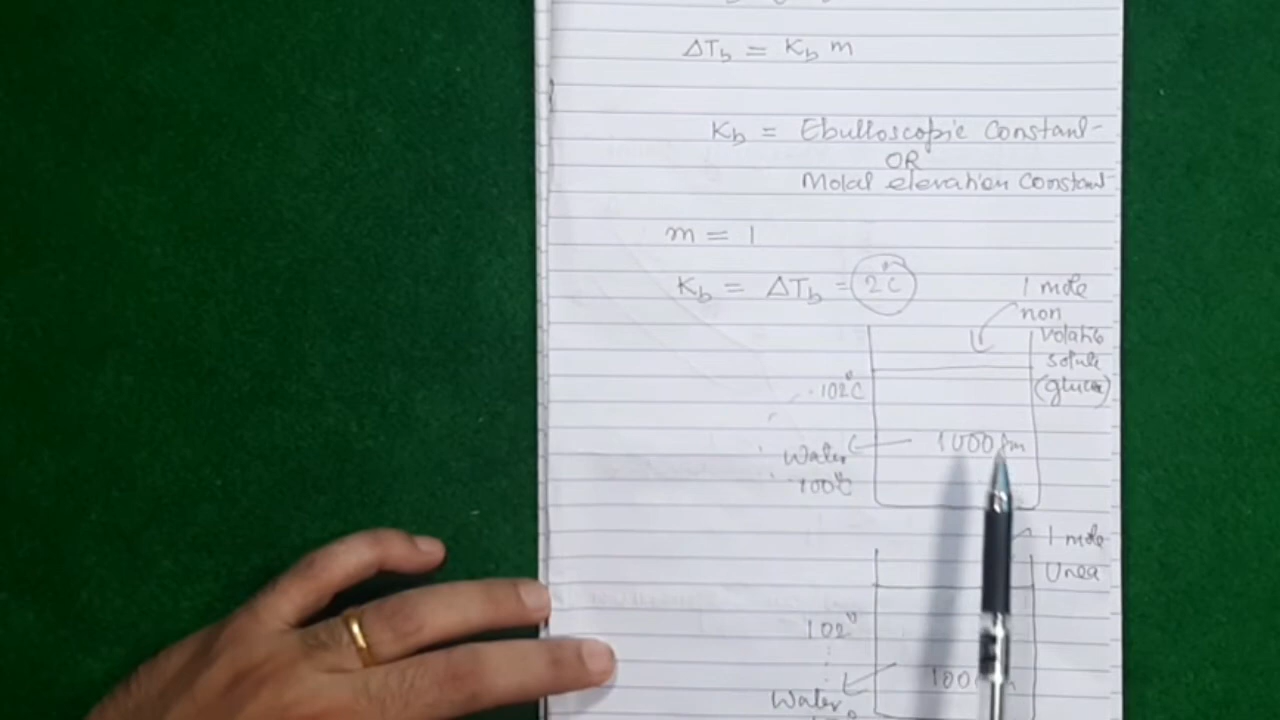 ΔTb = Kb m
Kb = Ebulloscopic Constant
OR
Molal elevation Constant
m = 1
Kb = ΔTb = 2°C
1 mole
non
volatile
solute
(glucose)
102°C
1000 gm
Water
100°C
1 mole
Urea
102°
Water